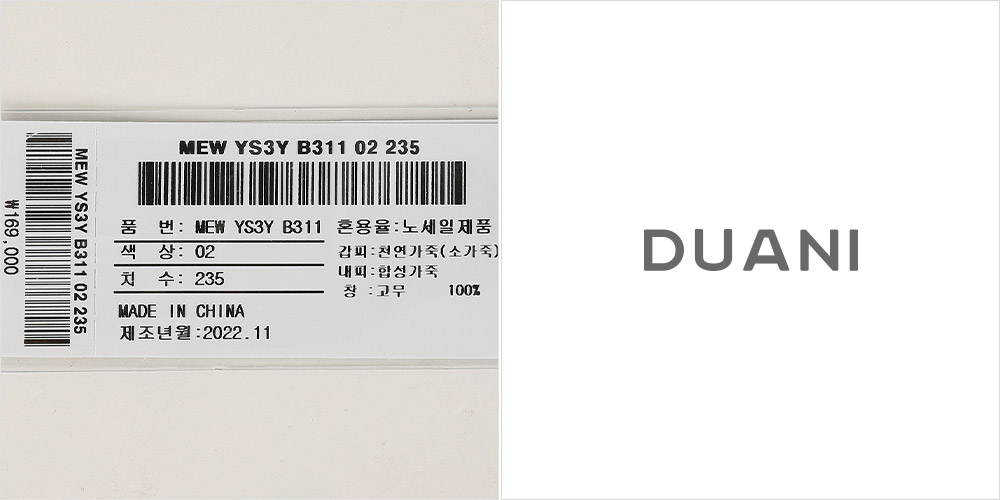 MEW YS3Y B311 02 235
₩169,000
MEW YS3Y B311 02 235
품 번: MEW YS3Y B311
색 상: 02
치 수: 235
MADE IN CHINA
제조년월:2022.11
혼용율:노세일제품
갑피:천연가죽(소가죽)
내피:합성가죽
창 :고무 100%
DUANI